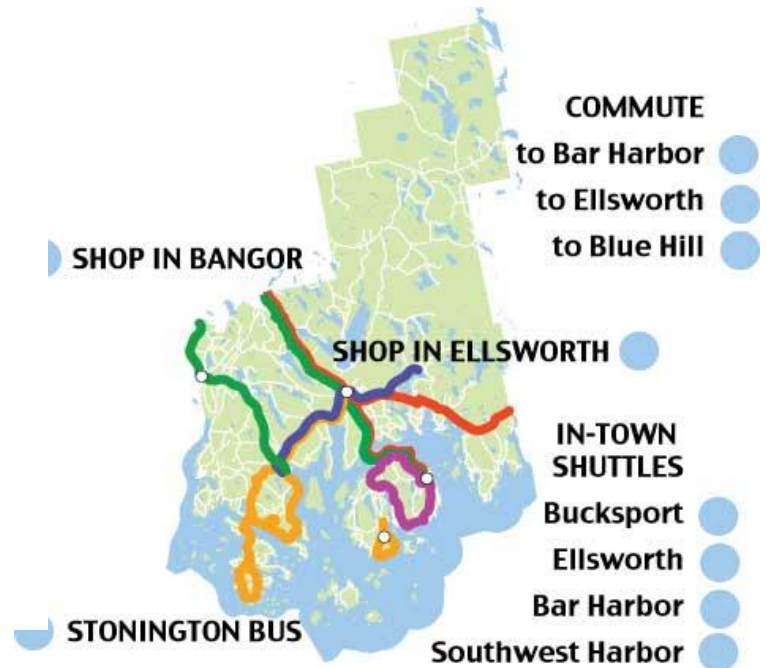 COMMUTE
to Bar Harbor
to Ellsworth
to Blue Hill
SHOP IN BANGOR
SHOP IN ELLSWORTH
IN-TOWN
SHUTTLES
Bucksport
Ellsworth
Bar Harbor
Southwest Harbor
STONINGTON BUS